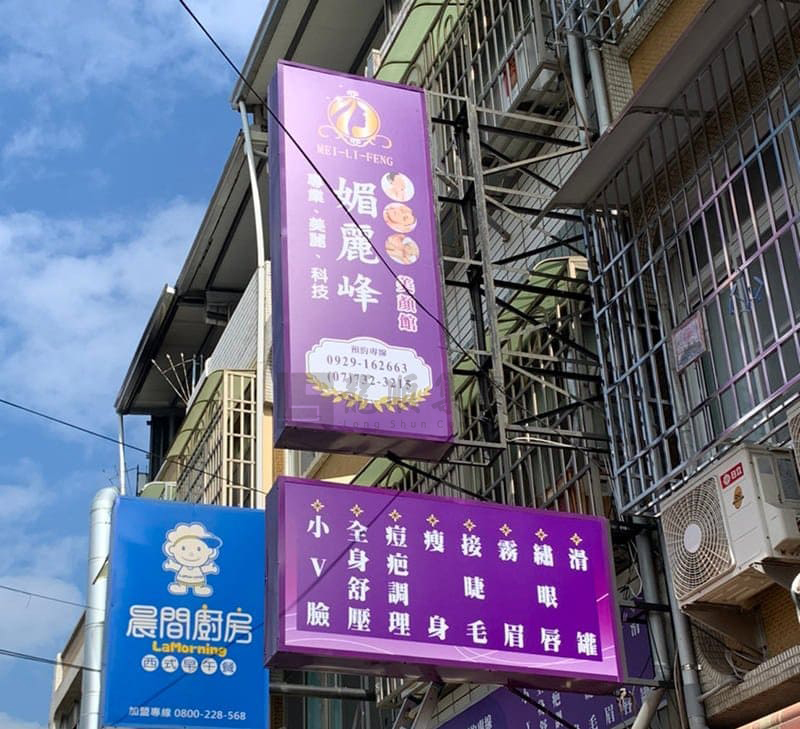 MEI-LI-FENG
媚麗峰
專業、美麗、科技
美顏館
預約專線
0929-162663
(07)732-3215
小V臉
全身舒壓
痘疤調理
瘦身
接睫毛
霧眉
繡眼唇
滑罐
晨間廚房
LaMorning
西式早午餐
加盟專線 0800-228-568
日立